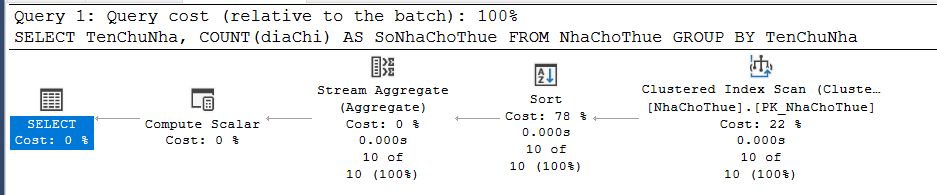 Query 1: Query cost (relative to the batch): 100%
SELECT TenChuNha, COUNT(diaChi) AS SoNhaChoThue FROM NhaChoThue GROUP BY TenChuNha
SELECT
Cost: 0 %
Compute Scalar
Cost: 0 %
Stream Aggregate
(Aggregate)
Cost: 0 %
0.000s
10 of
10 (100%)
Sort
Cost: 78 %
0.000s
10 of
10 (100%)
Clustered Index Scan (Cluste…
[NhaChoThue].[PK_NhaChoThue]
Cost: 22 %
0.000s
10 of
10 (100%)